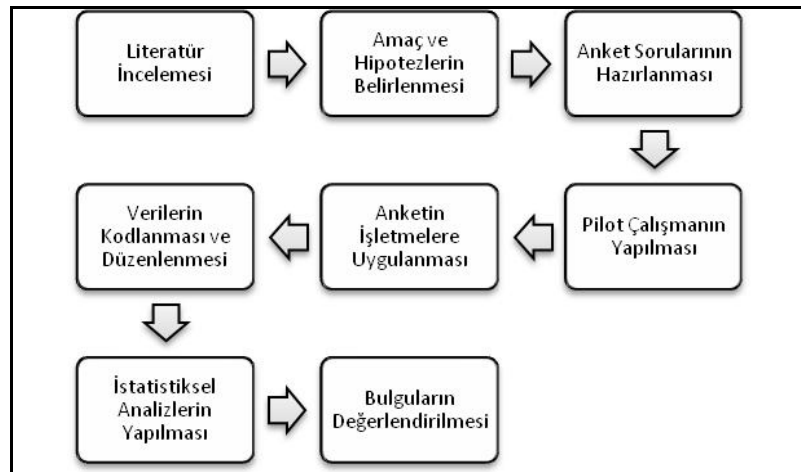 Literatür
İncelemesi
Amaç ve
Hipotezlerin
Belirlenmesi
Anket Sorularının
Hazırlanması
Pilot Çalışmanın
Yapılması
Anketin
İşletmelere
Uygulanması
Verilerin
Kodlanması ve
Düzenlenmesi
İstatistiksel
Analizlerin
Yapılması
Bulguların
Değerlendirilmesi